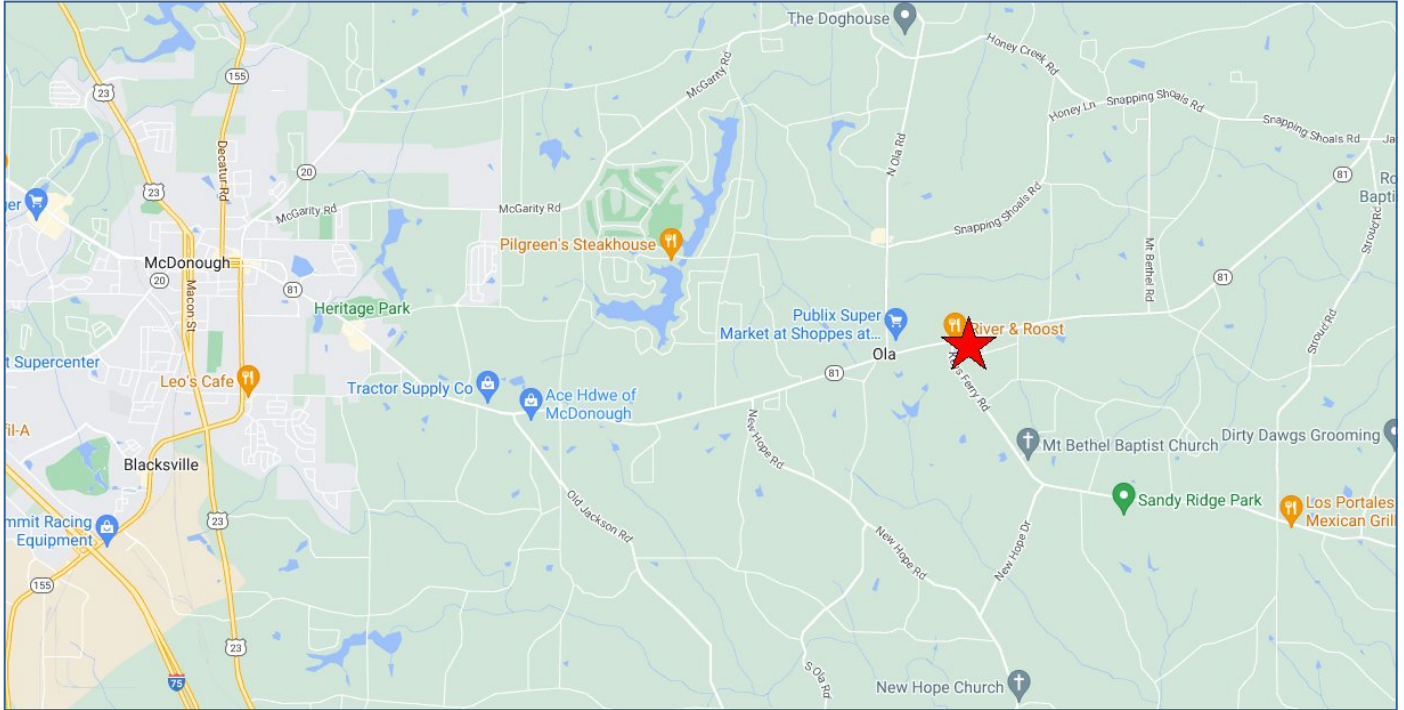 The Doghouse
Honey Creek Rd
155
23
McGarity Rd
Honey Ln
Snapping Shoals Rd
Snapping Shoals Rd
Decatur Rd
20
N Ola Rd
81
23
McGarity Rd
McGarity Rd
Snapping Shoals Rd
Stroud Rd
Pilgreen's Steakhouse
McDonough
Mt Bethel Rd
20
81
81
Macon St
Heritage Park
Publix Super
Market at Shoppes at...
River & Roost
Stroud Rd
Ola
t Supercenter
Leo's Cafe
Tractor Supply Co
81
Ace Hdwe of
McDonough
Ferry Rd
New Hope Rd
Mt Bethel Baptist Church
Dirty Dawgs Grooming
Blacksville
Sandy Ridge Park
Los Portales
Mexican Grill
Old Jackson Rd
23
mmit Racing
Equipment
New Hope Rd
New Hope Dr
155
23
75
S Ola Rd
New Hope Church